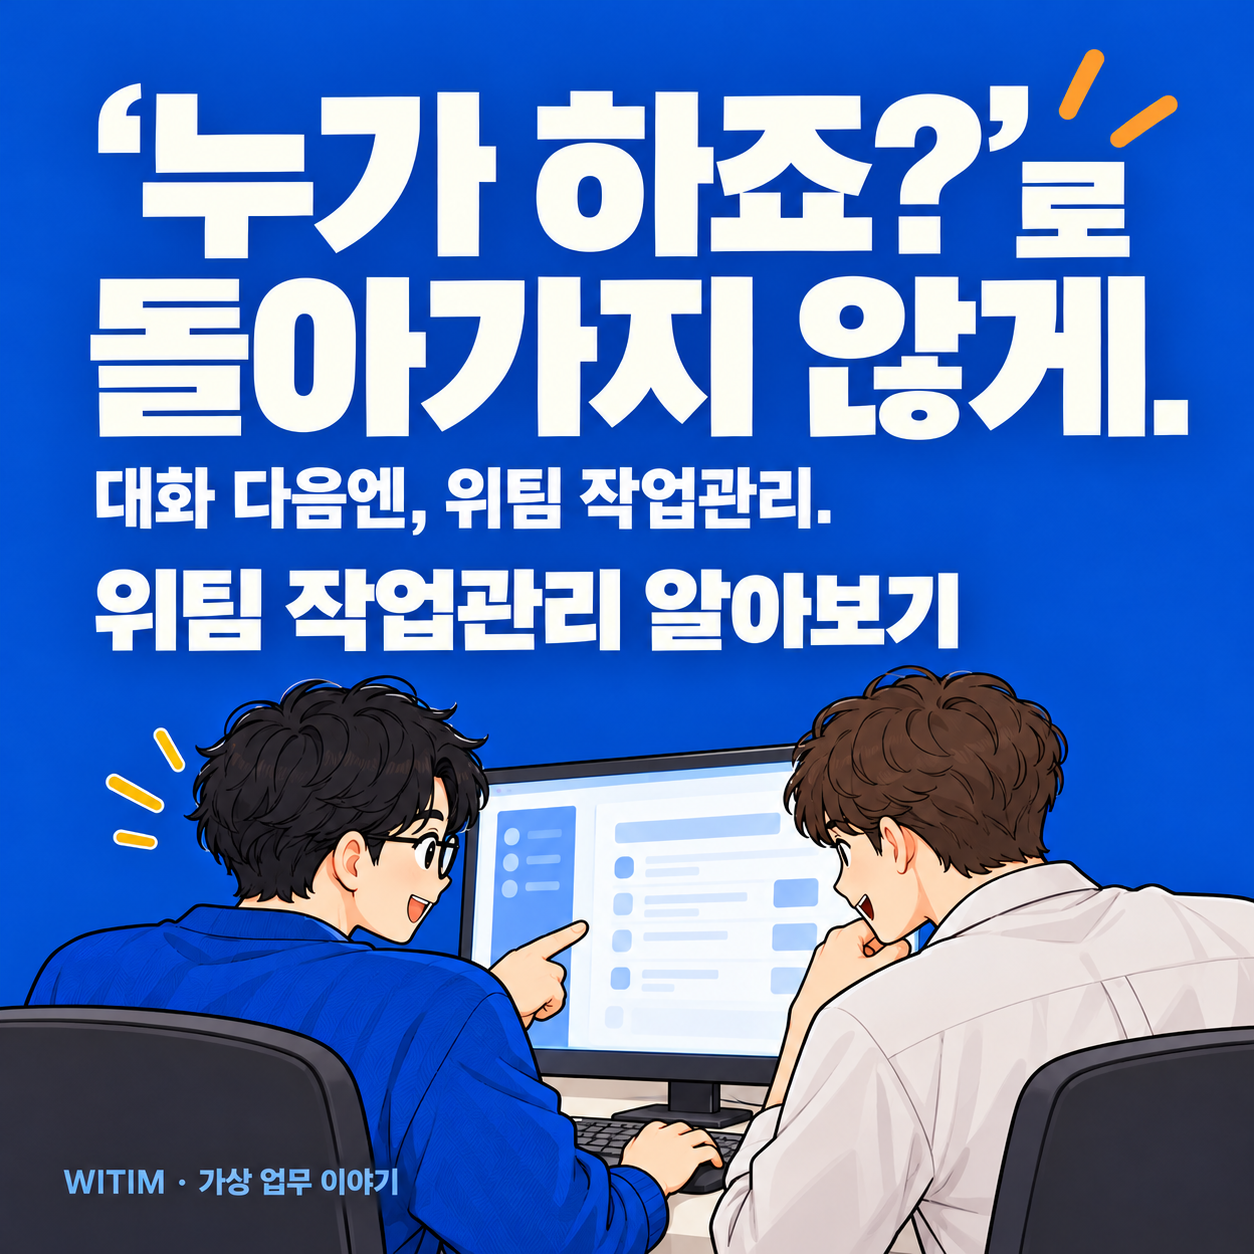 ‘누가 하죠?’로
돌아가지 않게.
대화 다음엔, 위팀 작업관리.
위팀 작업관리 알아보기
WITIM · 가상 업무 이야기